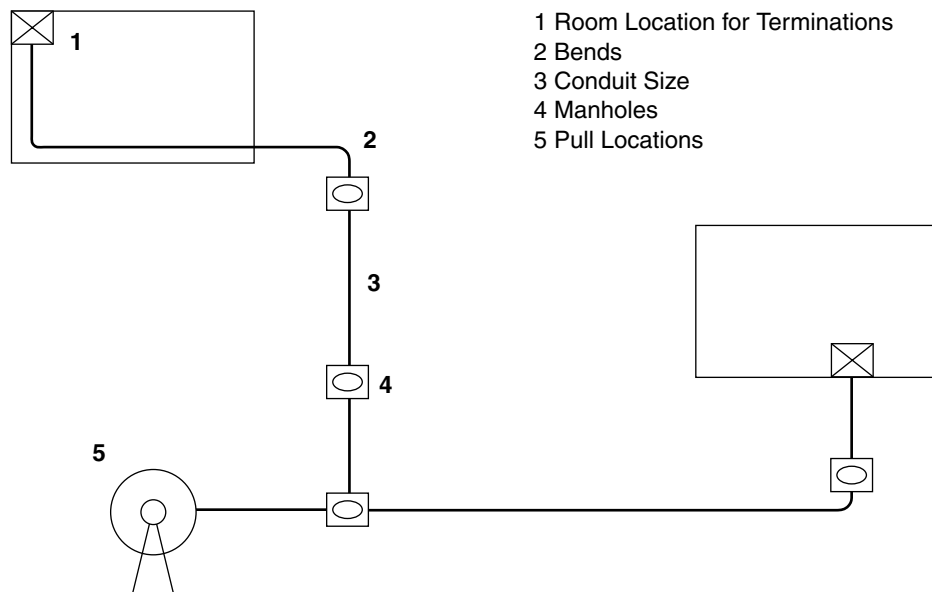 1 Room Location for Terminations
2 Bends
3 Conduit Size
4 Manholes
5 Pull Locations
1
2
3
4
5